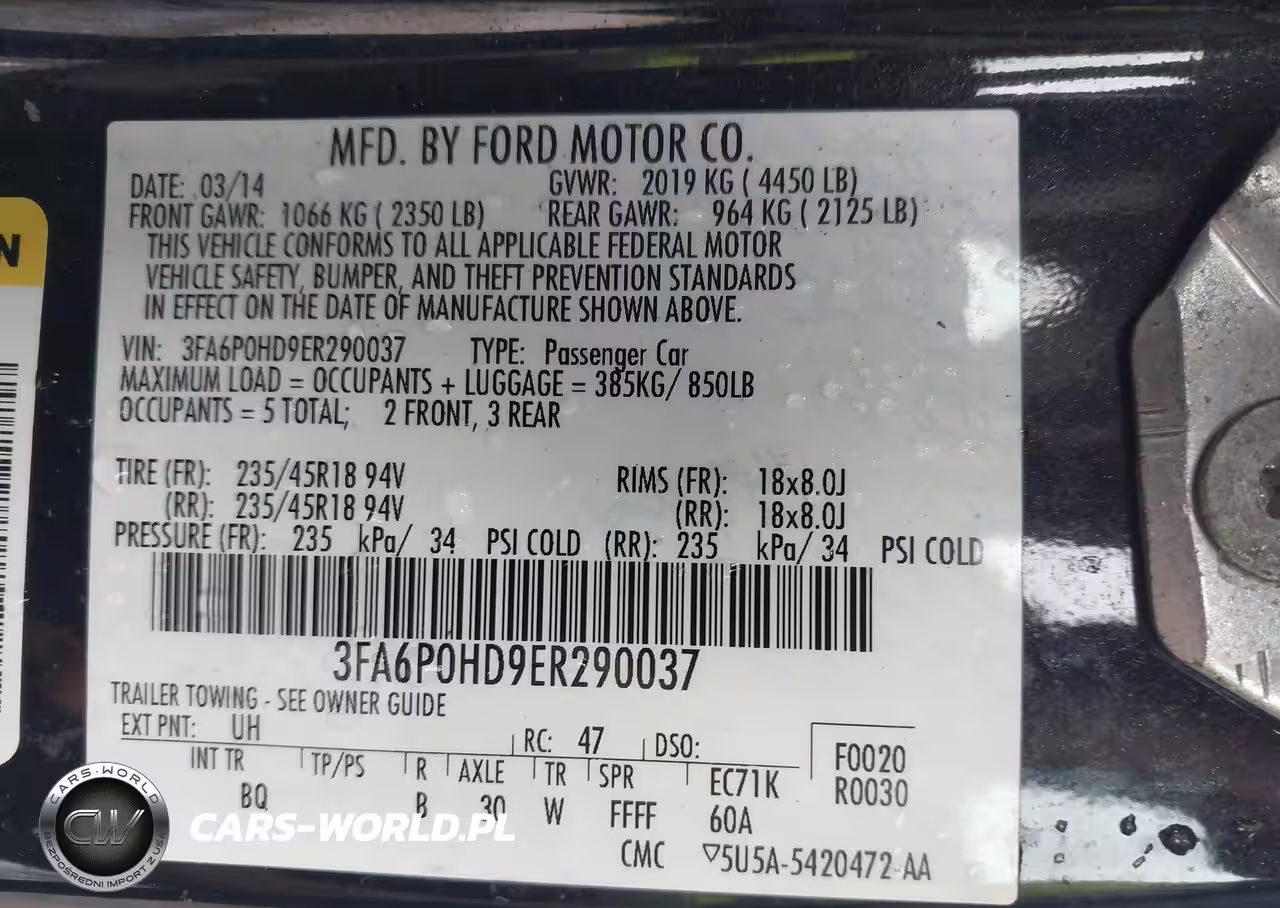 MFD. BY FORD MOTOR CO.
DATE: 03/14 GVWR: 2019 KG ( 4450 LB)
FRONT GAWR: 1066 KG ( 2350 LB) REAR GAWR: 964 KG ( 2125 LB)
THIS VEHICLE CONFORMS TO ALL APPLICABLE FEDERAL MOTOR
VEHICLE SAFETY, BUMPER, AND THEFT PREVENTION STANDARDS
IN EFFECT ON THE DATE OF MANUFACTURE SHOWN ABOVE.
VIN: 3FA6P0HD9ER290037 TYPE: Passenger Car
MAXIMUM LOAD = OCCUPANTS + LUGGAGE = 385KG/ 850LB
OCCUPANTS = 5 TOTAL; 2 FRONT, 3 REAR
TIRE (FR): 235/45R18 94V RIMS (FR): 18x8.0J
(RR): 235/45R18 94V (RR): 18x8.0J
PRESSURE (FR): 235 kPa/ 34 PSI COLD (RR): 235 kPa/ 34 PSI COLD
3FA6P0HD9ER290037
TRAILER TOWING - SEE OWNER GUIDE
EXT PNT: UH RC: 47 DSO: F0020
INT TR TP/PS R AXLE TR SPR EC71K R0030
BQ B 30 W FFFF 60A
CMC ▽5U5A-5420472-AA
N
CARS-WORLD
CW
BEZPOŚREDNI IMPORT Z USA
CARS-WORLD.PL